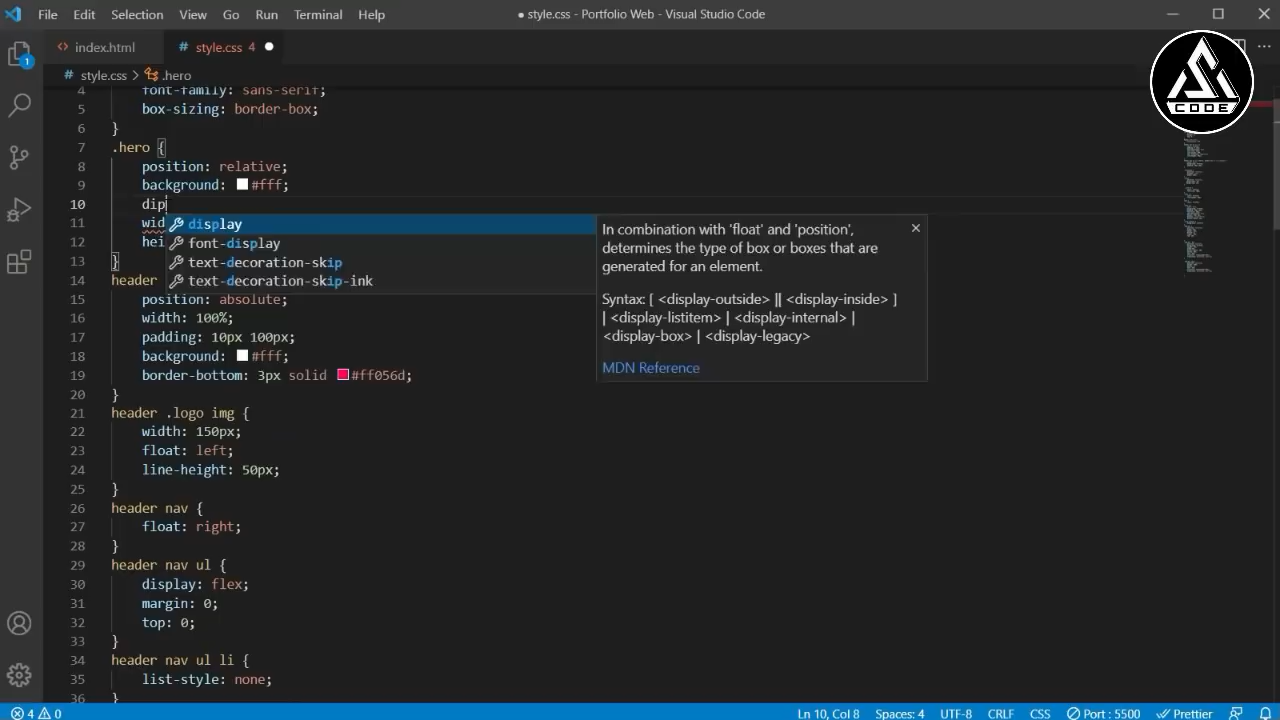 File Edit Selection View Go Run Terminal Help
● style.css - Portfolio Web - Visual Studio Code
index.html
# style.css 4
# style.css > .hero
CODE
1
4 font-family: sans-serif;
5 box-sizing: border-box;
6 }
7 .hero {
8 position: relative;
9 background: #fff;
10 dip
11 wid
12 hei
13 }
display
font-display
text-decoration-skip
text-decoration-skip-ink
In combination with 'float' and 'position',
determines the type of box or boxes that are
generated for an element.
Syntax: [ <display-outside> || <display-inside> ]
| <display-listitem> | <display-internal> |
<display-box> | <display-legacy>
MDN Reference
14 header
15 position: absolute;
16 width: 100%;
17 padding: 10px 100px;
18 background: #fff;
19 border-bottom: 3px solid #ff056d;
20 }
21 header .logo img {
22 width: 150px;
23 float: left;
24 line-height: 50px;
25 }
26 header nav {
27 float: right;
28 }
29 header nav ul {
30 display: flex;
31 margin: 0;
32 top: 0;
33 }
34 header nav ul li {
35 list-style: none;
36 }
4 0
Ln 10, Col 8 Spaces: 4 UTF-8 CRLF CSS Port : 5500 Prettier